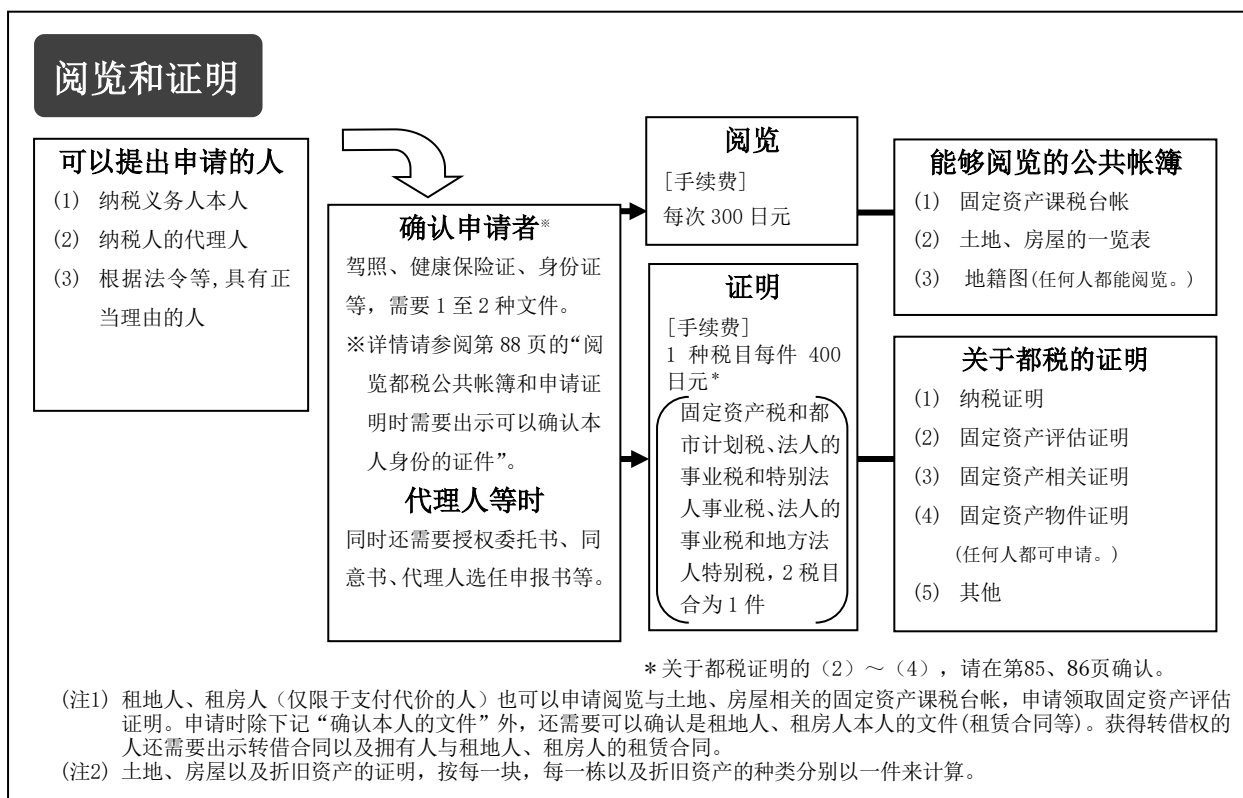 阅览和证明
可以提出申请的人
(1) 纳税义务人本人
(2) 纳税人的代理人
(3) 根据法令等,具有正
当理由的人
确认申请者※
驾照、健康保险证、身份证
等，需要 1 至 2 种文件。
※详情请参阅第 88 页的“阅
览都税公共帐簿和申请证
明时需要出示可以确认本
人身份的证件”。
代理人等时
同时还需要授权委托书、同
意书、代理人选任申报书等。
阅览
[手续费]
每次 300 日元
证明
[手续费]
1 种税目每件 400
日元*
固定资产税和都
市计划税、法人的
事业税和特别法
人事业税、法人的
事业税和地方法
人特别税，2 税目
合为 1 件
能够阅览的公共帐簿
(1) 固定资产课税台帐
(2) 土地、房屋的一览表
(3) 地籍图(任何人都能阅览。)
关于都税的证明
(1) 纳税证明
(2) 固定资产评估证明
(3) 固定资产相关证明
(4) 固定资产物件证明
(任何人都可申请。)
(5) 其他
* 关于都税证明的（2）～（4），请在第85、86页确认。
(注1) 租地人、租房人（仅限于支付代价的人）也可以申请阅览与土地、房屋相关的固定资产课税台帐，申请领取固定资产评估
证明。申请时除下记“确认本人的文件”外，还需要可以确认是租地人、租房人本人的文件(租赁合同等)。获得转借权的
人还需要出示转借合同以及拥有人与租地人、租房人的租赁合同。
(注2) 土地、房屋以及折旧资产的证明，按每一块，每一栋以及折旧资产的种类分别以一件来计算。